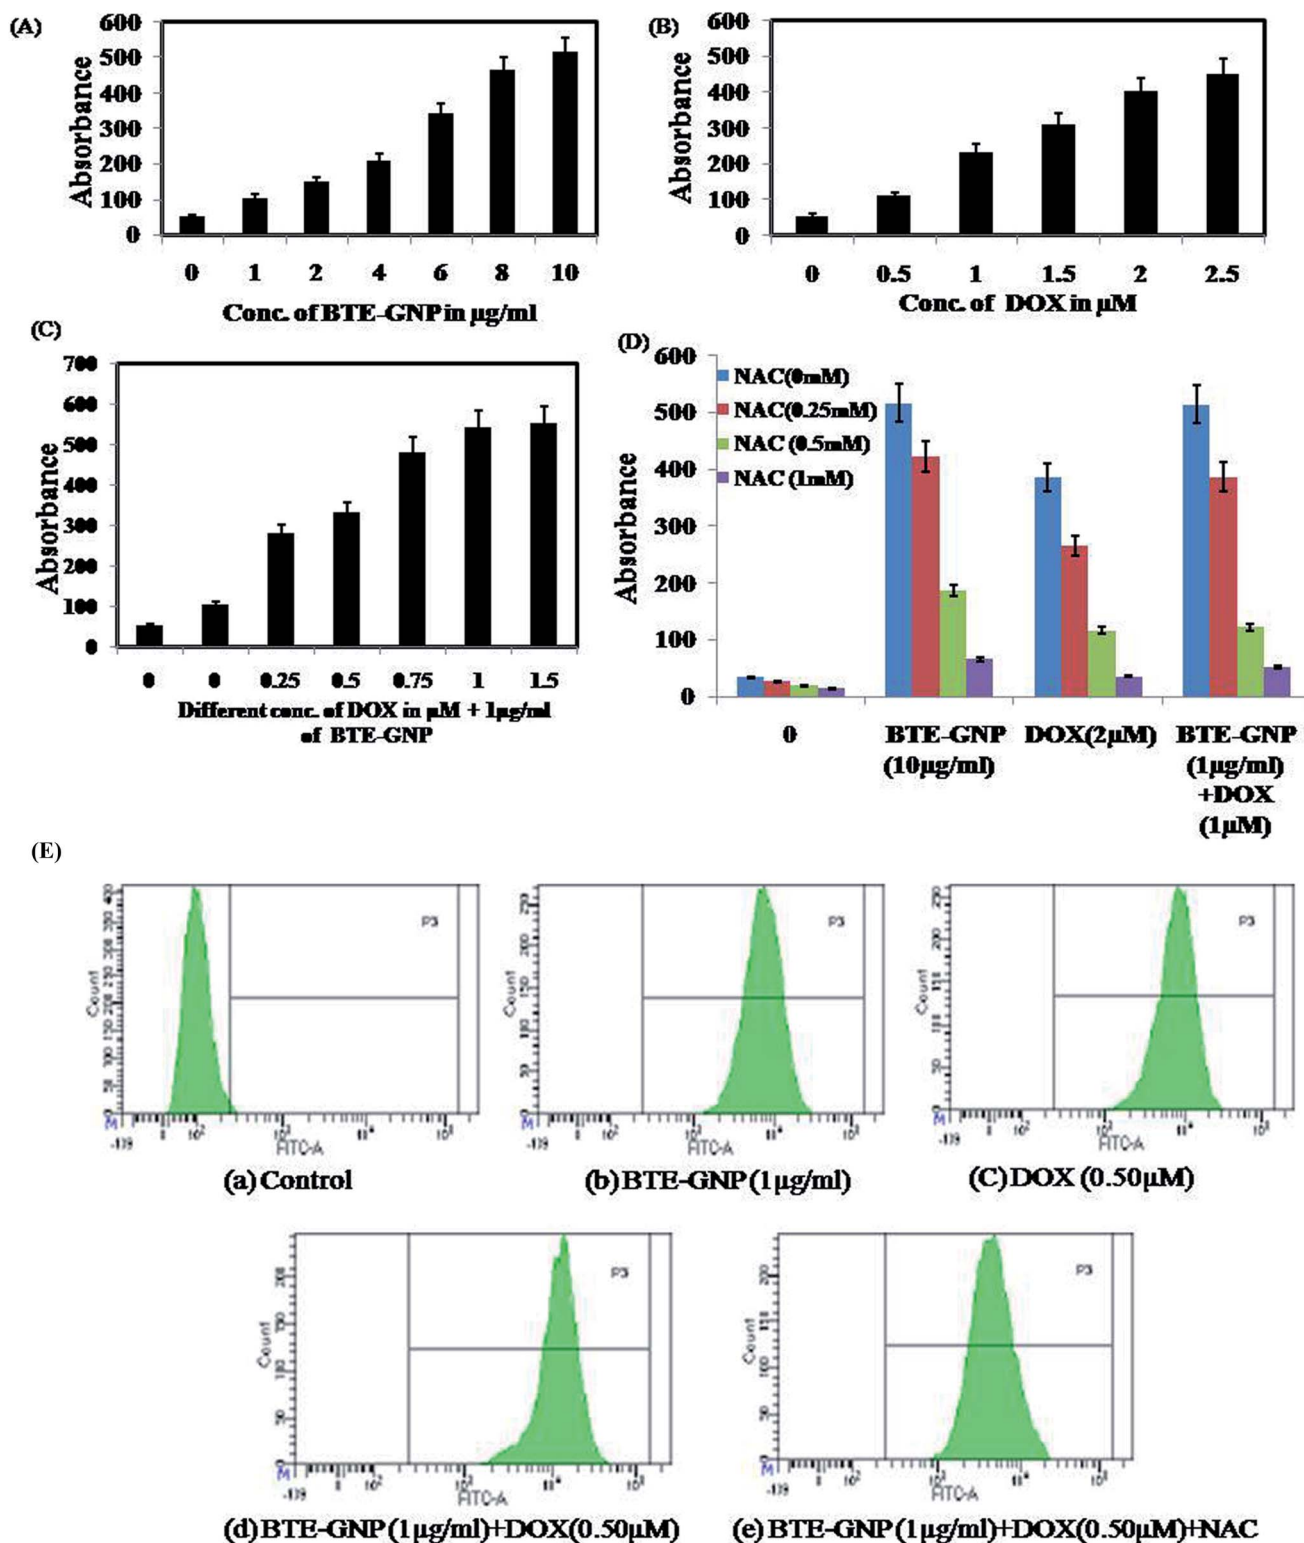 (A)
600
500
400
300
200
100
0
Absorbance
0 1 2 4 6 8 10
Conc. of BTE-GNP in µg/ml
(B)
600
500
400
300
200
100
0
Absorbance
0 0.5 1 1.5 2 2.5
Conc. of DOX in µM
(C)
700
600
500
400
300
200
100
0
Absorbance
0 0 0.25 0.5 0.75 1 1.5
Different conc. of DOX in µM + 1µg/ml
of BTE-GNP
(D)
600
500
400
300
200
100
0
Absorbance
NAC(0mM)
NAC(0.25mM)
NAC (0.5mM)
NAC (1mM)
0
BTE-GNP
(10µg/ml)
DOX(2µM)
BTE-GNP
(1µg/ml)
+DOX
(1µM)
(E)
P3
Count
FITC-A
(a) Control
P3
Count
FITC-A
(b) BTE-GNP (1µg/ml)
P3
Count
FITC-A
(C) DOX (0.50µM)
P3
Count
FITC-A
(d) BTE-GNP (1µg/ml)+DOX(0.50µM)
P3
Count
FITC-A
(e) BTE-GNP (1µg/ml)+DOX(0.50µM)+NAC